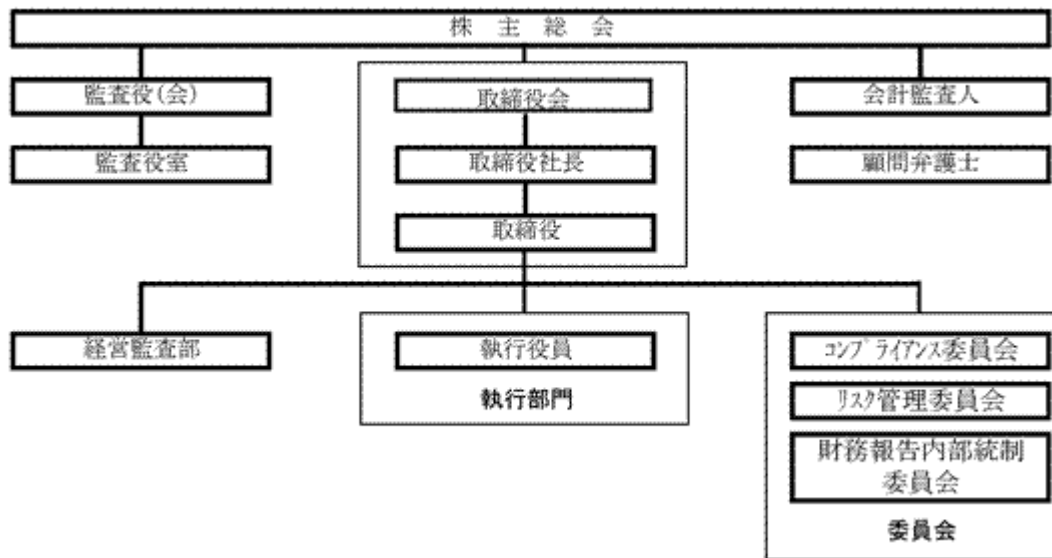 株主総会
監査役(会)
取締役会
会計監査人
監査役室
取締役社長
顧問弁護士
取締役
経営監査部
執行役員
コンプライアンス委員会
執行部門
リスク管理委員会
財務報告内部統制
委員会
委員会